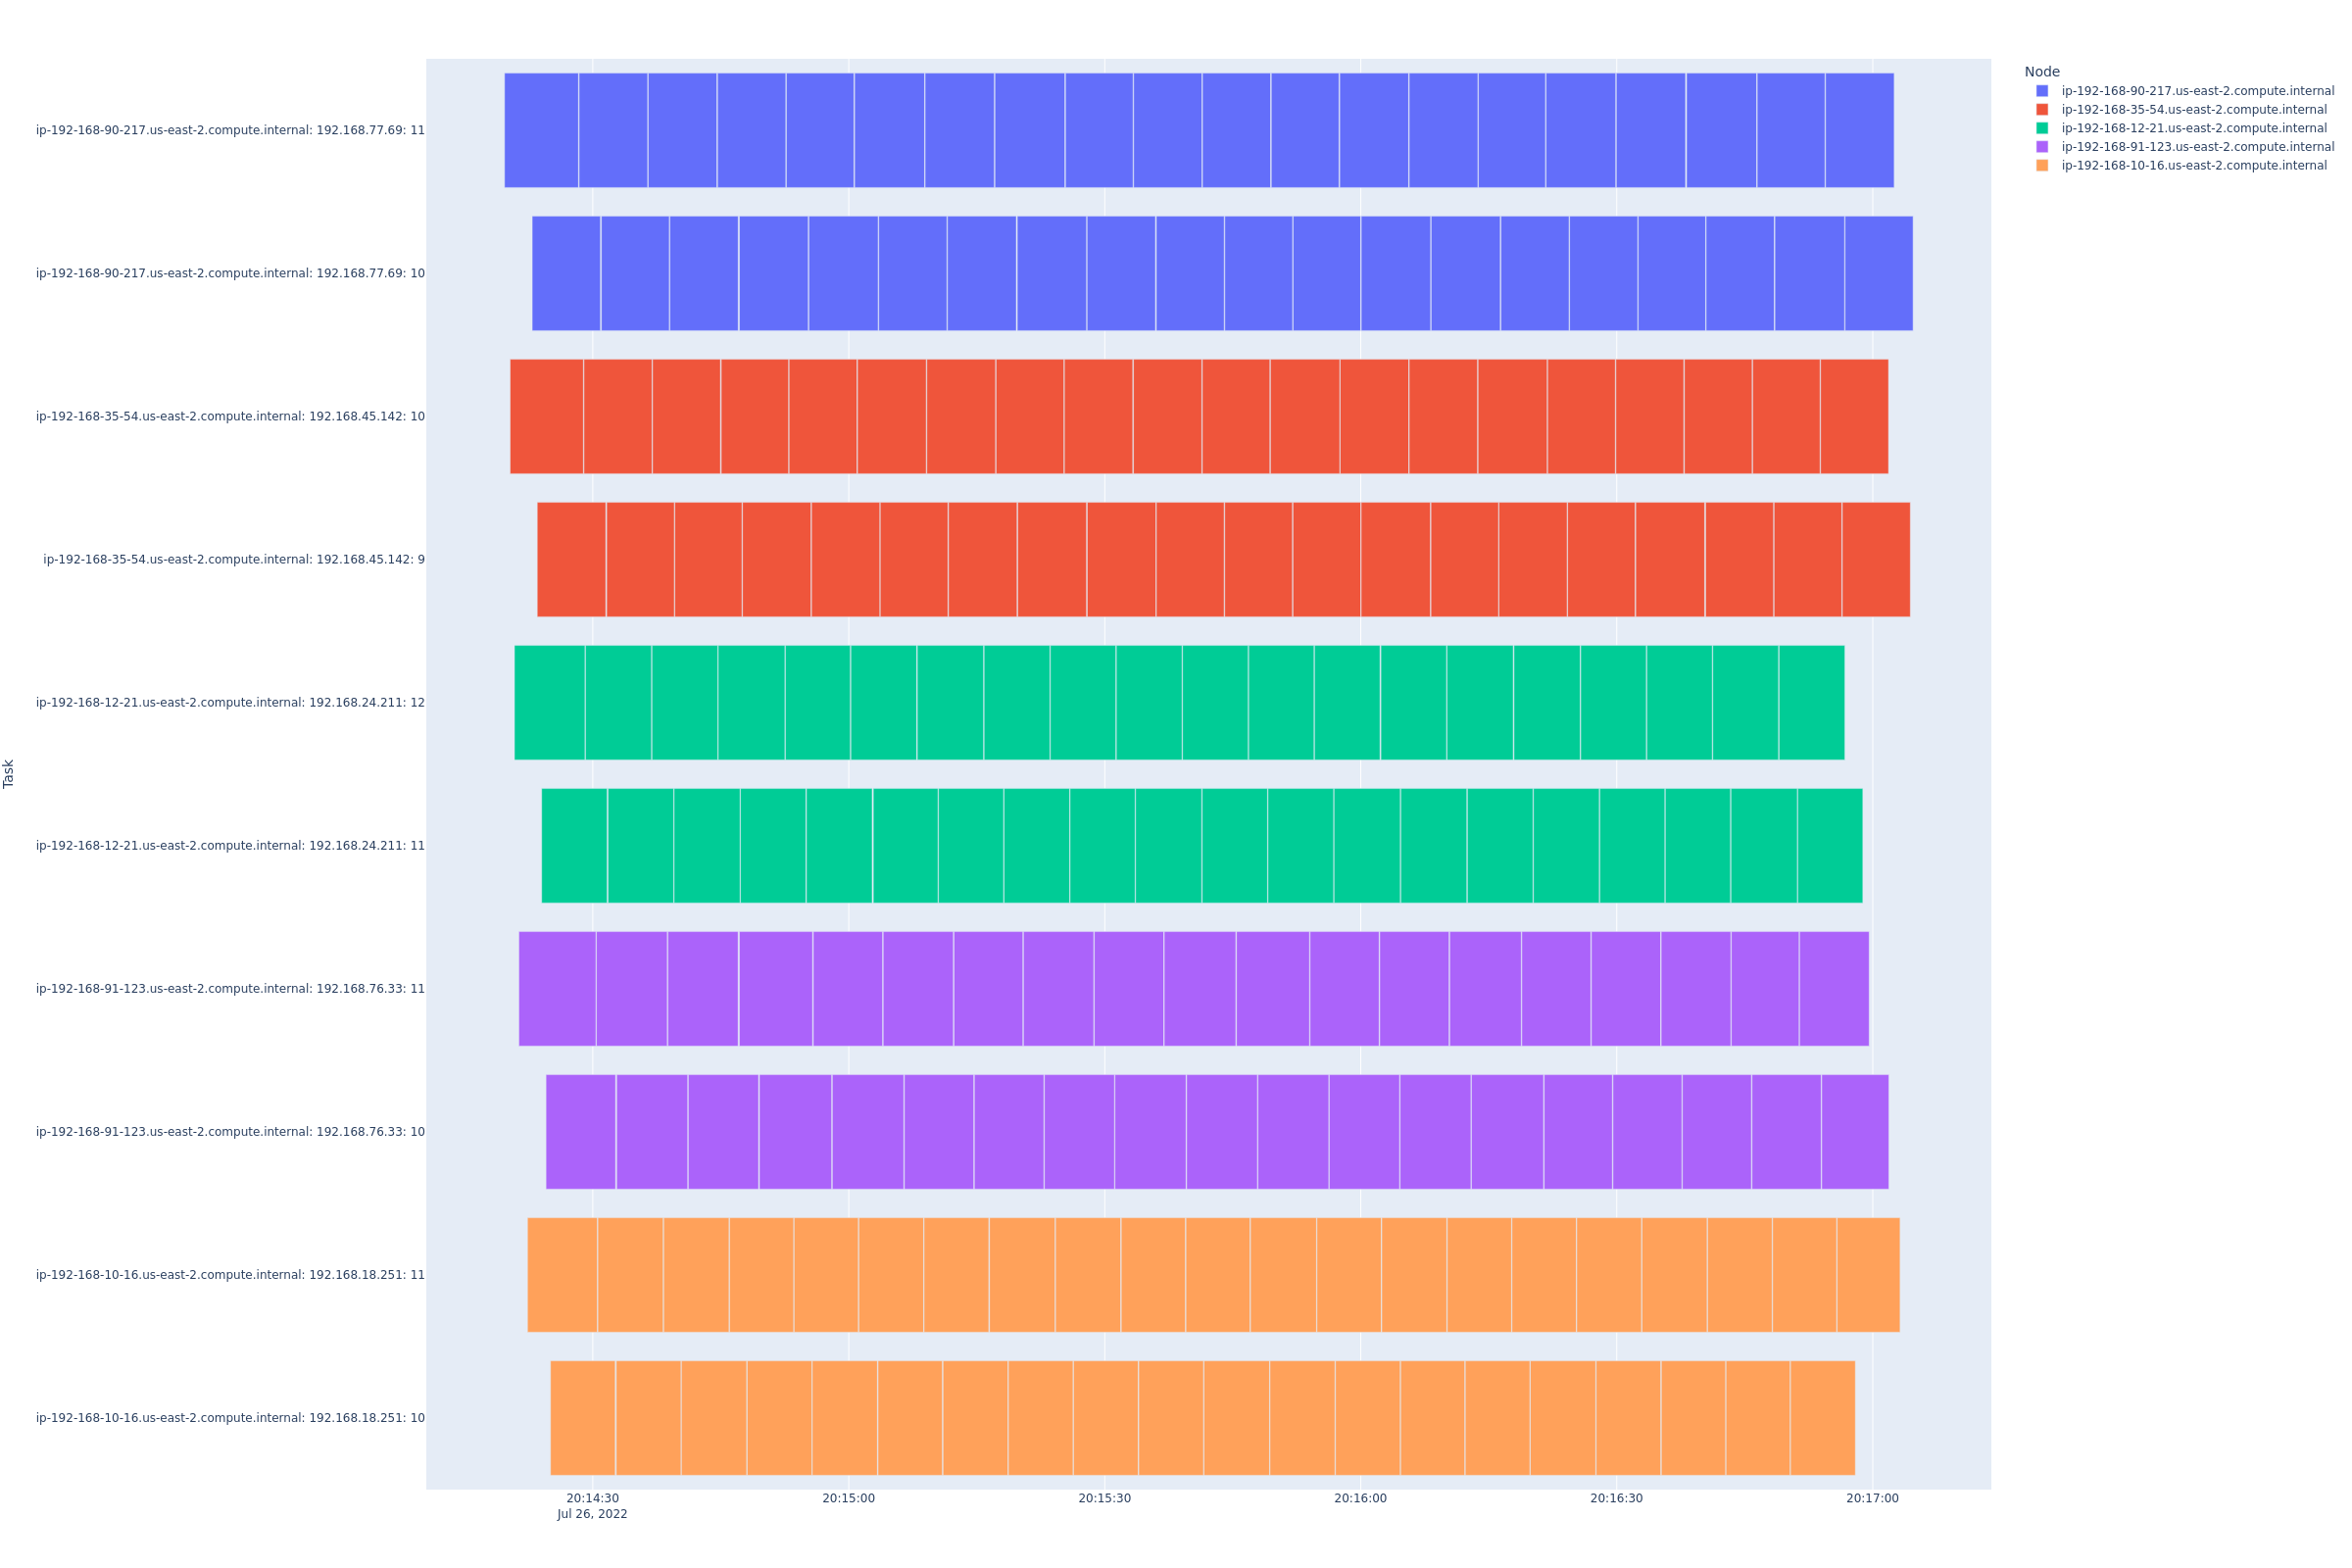 Task
ip-192-168-90-217.us-east-2.compute.internal: 192.168.77.69: 11
ip-192-168-90-217.us-east-2.compute.internal: 192.168.77.69: 10
ip-192-168-35-54.us-east-2.compute.internal: 192.168.45.142: 10
ip-192-168-35-54.us-east-2.compute.internal: 192.168.45.142: 9
ip-192-168-12-21.us-east-2.compute.internal: 192.168.24.211: 12
ip-192-168-12-21.us-east-2.compute.internal: 192.168.24.211: 11
ip-192-168-91-123.us-east-2.compute.internal: 192.168.76.33: 11
ip-192-168-91-123.us-east-2.compute.internal: 192.168.76.33: 10
ip-192-168-10-16.us-east-2.compute.internal: 192.168.18.251: 11
ip-192-168-10-16.us-east-2.compute.internal: 192.168.18.251: 10
20:14:30 20:15:00 20:15:30 20:16:00 20:16:30 20:17:00
Jul 26, 2022
Node
ip-192-168-90-217.us-east-2.compute.internal
ip-192-168-35-54.us-east-2.compute.internal
ip-192-168-12-21.us-east-2.compute.internal
ip-192-168-91-123.us-east-2.compute.internal
ip-192-168-10-16.us-east-2.compute.internal